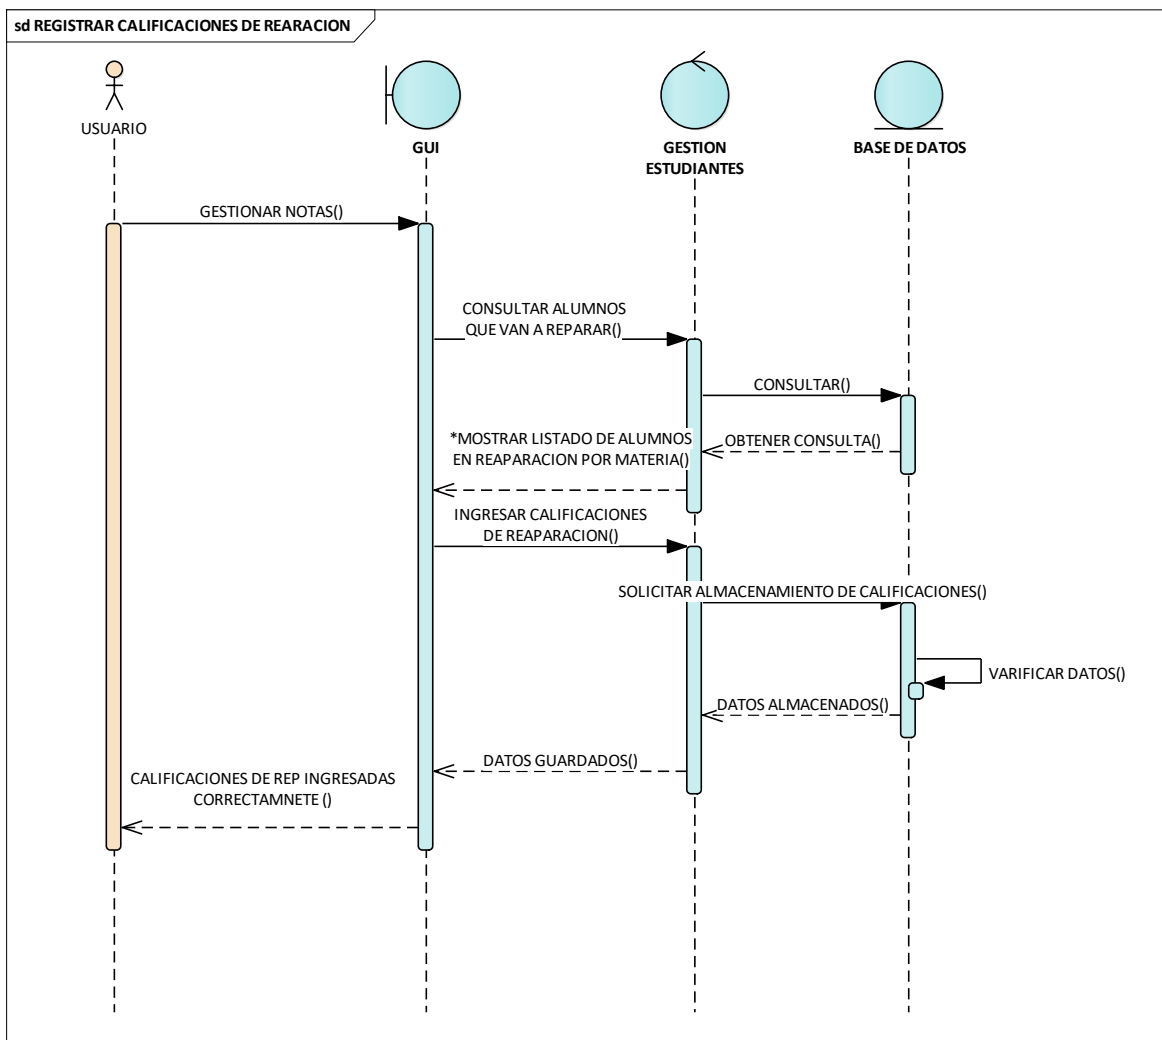 sd REGISTRAR CALIFICACIONES DE REARACION
USUARIO
GUI
GESTION
ESTUDIANTES
BASE DE DATOS
GESTIONAR NOTAS()
CONSULTAR ALUMNOS
QUE VAN A REPARAR()
CONSULTAR()
*MOSTRAR LISTADO DE ALUMNOS
EN REAPARACION POR MATERIA()
OBTENER CONSULTA()
INGRESAR CALIFICACIONES
DE REAPARACION()
SOLICITAR ALMACENAMIENTO DE CALIFICACIONES()
VARIFICAR DATOS()
DATOS ALMACENADOS()
DATOS GUARDADOS()
CALIFICACIONES DE REP INGRESADAS
CORRECTAMNETE ()